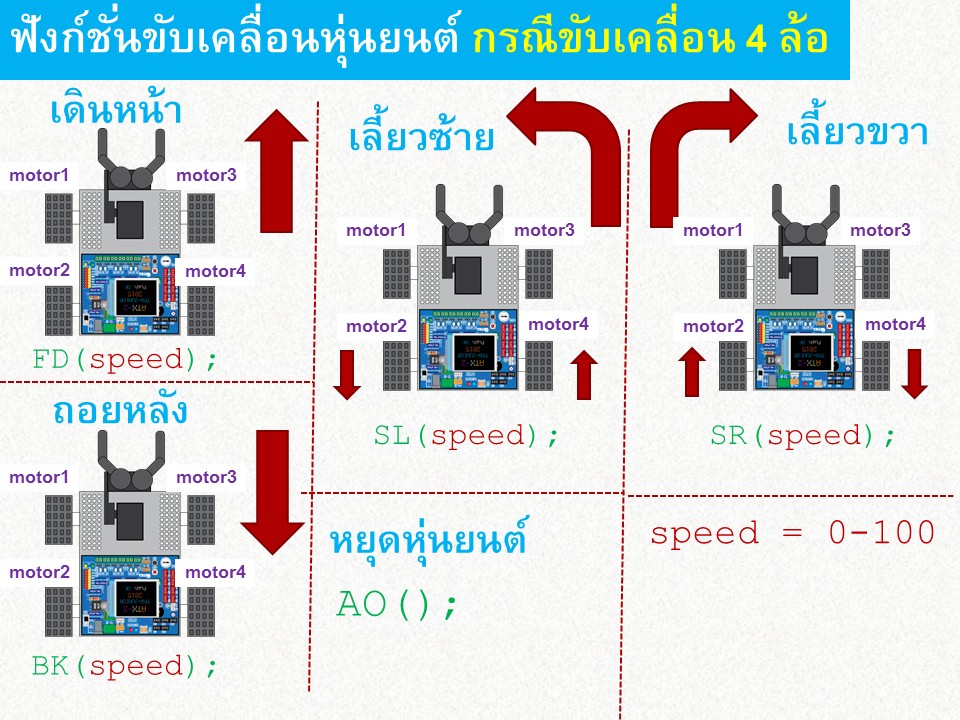 ฟังก์ชั่นขับเคลื่อนหุ่นยนต์ กรณีขับเคลื่อน 4 ล้อ
เดินหน้า
motor1
motor3
motor2
motor4
FD(speed);
ถอยหลัง
motor1
motor3
motor2
motor4
BK(speed);
เลี้ยวซ้าย
motor1
motor3
motor2
motor4
SL(speed);
เลี้ยวขวา
motor1
motor3
motor2
motor4
SR(speed);
หยุดหุ่นยนต์
AO();
speed = 0-100